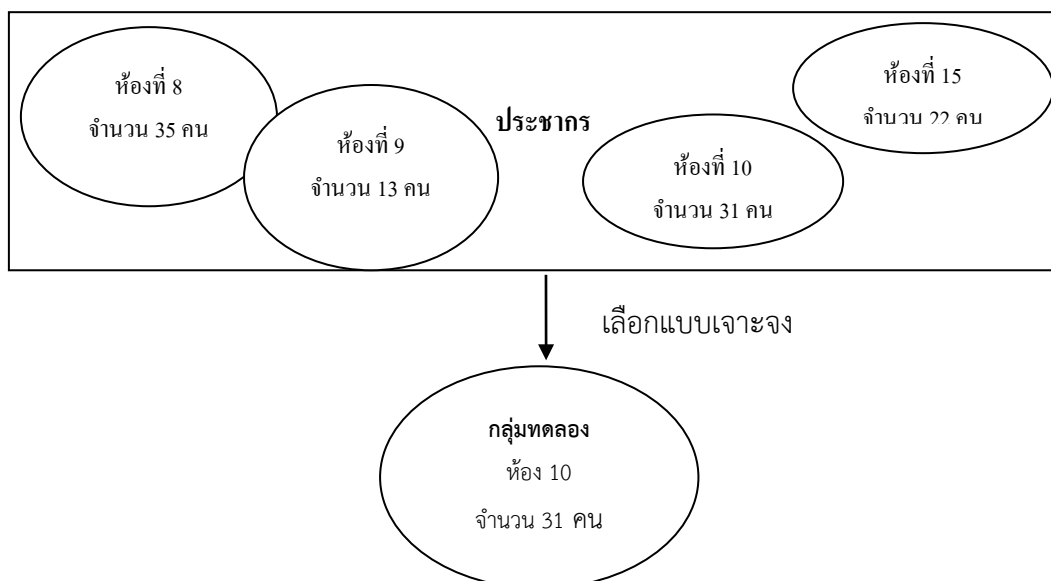 ห้องที่ 8
จำนวน 35 คน
ห้องที่ 9
จำนวน 13 คน
ประชากร
ห้องที่ 10
จำนวน 31 คน
ห้องที่ 15
จำนวน 22 คน
เลือกแบบเจาะจง
กลุ่มทดลอง
ห้อง 10
จำนวน 31 คน